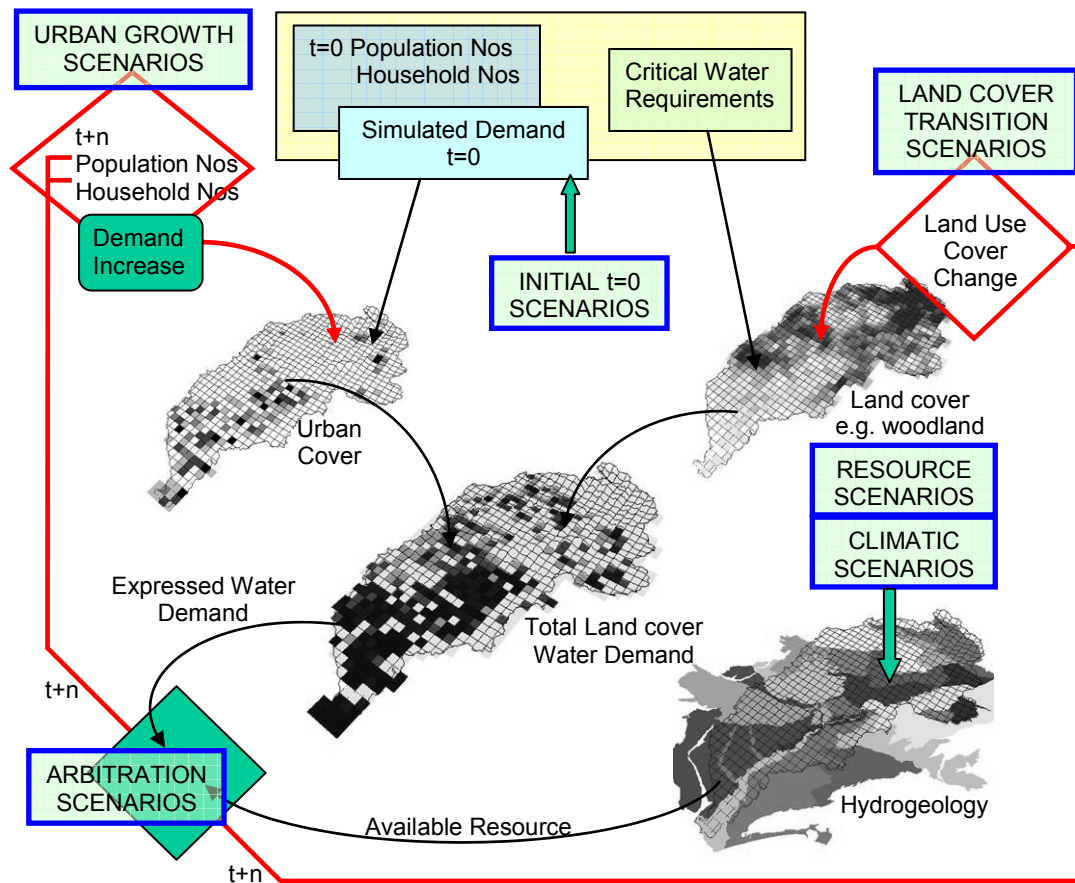 URBAN GROWTH
SCENARIOS
t+n
Population Nos
Household Nos
Demand
Increase
t=0 Population Nos
Household Nos
Simulated Demand
t=0
Critical Water
Requirements
INITIAL t=0
SCENARIOS
LAND COVER
TRANSITION
SCENARIOS
Land Use
Cover
Change
Urban
Cover
Land cover
e.g. woodland
RESOURCE
SCENARIOS
CLIMATIC
SCENARIOS
Expressed Water
Demand
Total Land cover
Water Demand
t+n
ARBITRATION
SCENARIOS
Available Resource
Hydrogeology
t+n